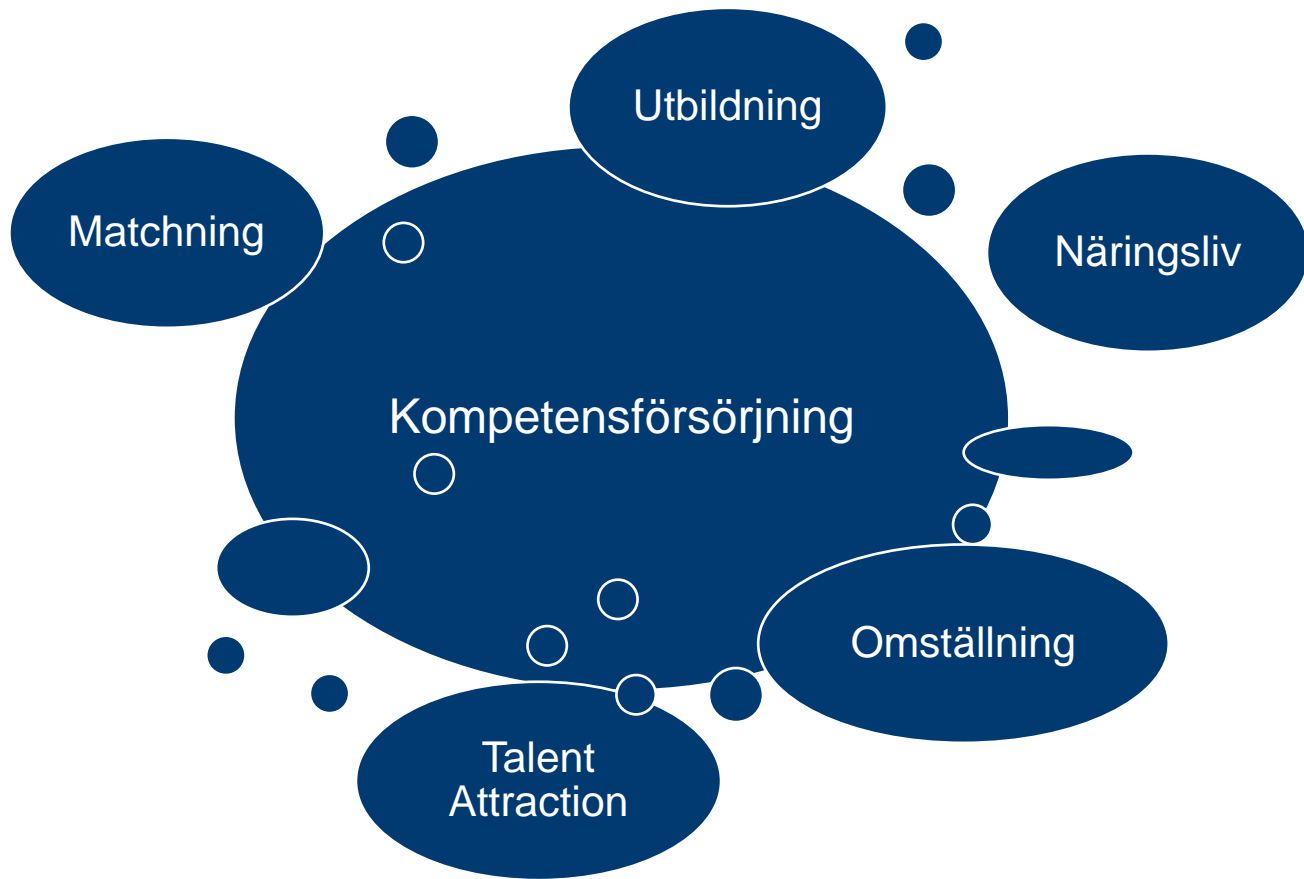 Utbildning
Matchning
Näringsliv
Kompetensförsörjning
Omställning
Talent
Attraction